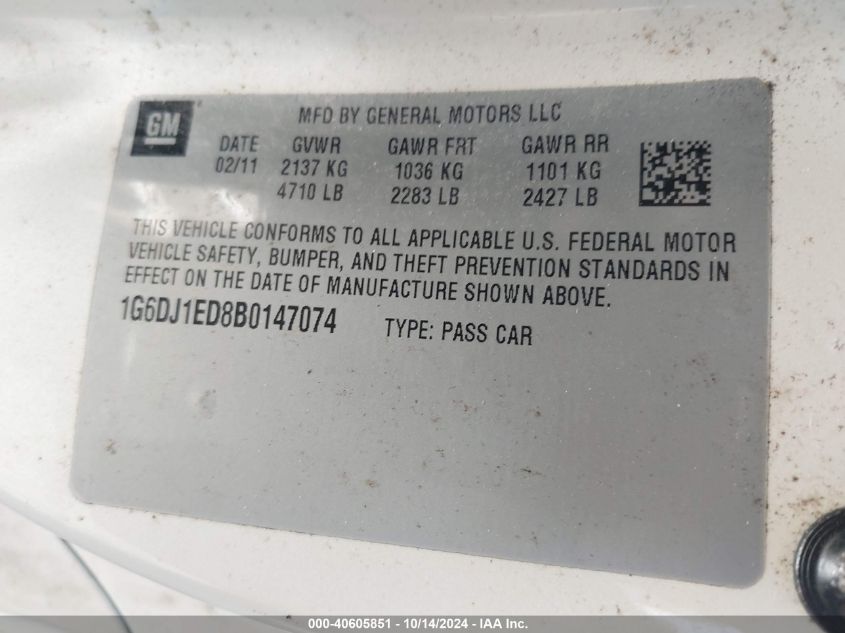 GM
MFD BY GENERAL MOTORS LLC
DATE GVWR GAWR FRT GAWR RR
02/11 2137 KG 1036 KG 1101 KG
4710 LB 2283 LB 2427 LB
THIS VEHICLE CONFORMS TO ALL APPLICABLE U.S. FEDERAL MOTOR
VEHICLE SAFETY, BUMPER, AND THEFT PREVENTION STANDARDS IN
EFFECT ON THE DATE OF MANUFACTURE SHOWN ABOVE.
1G6DJ1ED8B0147074 TYPE: PASS CAR
000-40605851 - 10/14/2024 - IAA Inc.